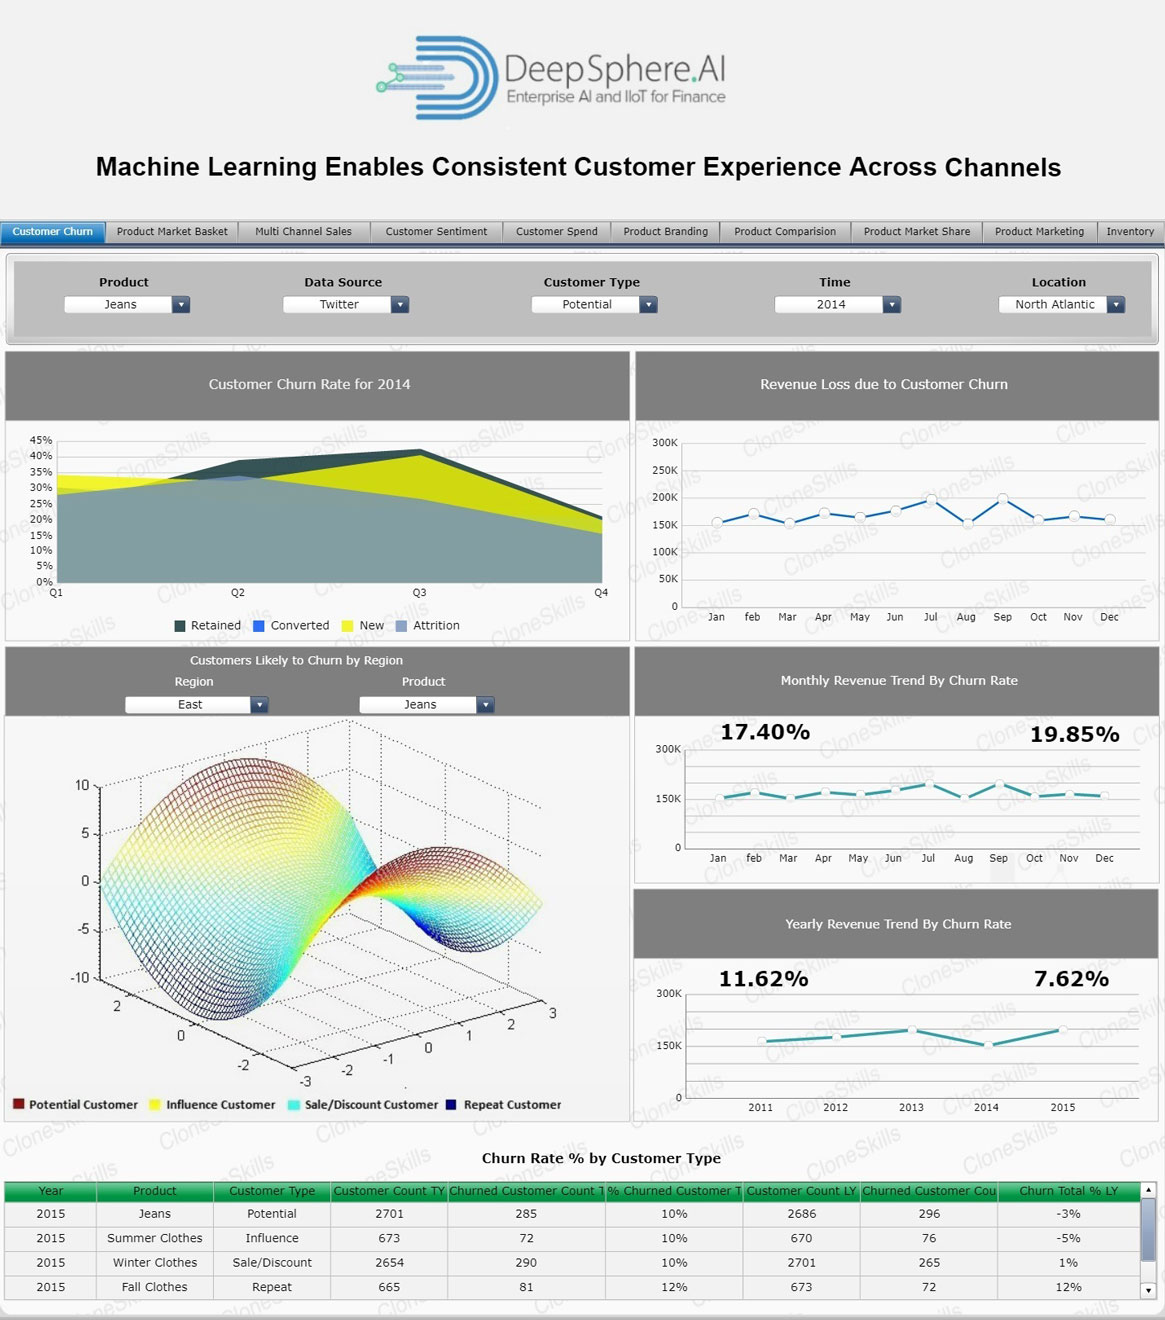 DeepSphere.AI
Enterprise AI and IIoT for Finance
Machine Learning Enables Consistent Customer Experience Across Channels
Customer Churn Product Market Basket Multi Channel Sales Customer Sentiment Customer Spend Product Branding Product Comparision Product Market Share Product Marketing Inventory
Product Data Source Customer Type Time Location
Jeans Twitter Potential 2014 North Atlantic
Customer Churn Rate for 2014
45%
40%
35%
30%
25%
20%
15%
10%
5%
0%
Q1 Q2 Q3 Q4
Retained Converted New Attrition
Revenue Loss due to Customer Churn
300K
250K
200K
150K
100K
50K
0
Jan feb Mar Apr May Jun Jul Aug Sep Oct Nov Dec
Customers Likely to Churn by Region
Region Product
East Jeans
10
5
0
-5
-10
2 0 -2
-3 -2 -1 0 1 2 3
Potential Customer Influence Customer Sale/Discount Customer Repeat Customer
Monthly Revenue Trend By Churn Rate
17.40% 19.85%
300K
150K
0
Jan feb Mar Apr May Jun Jul Aug Sep Oct Nov Dec
Yearly Revenue Trend By Churn Rate
11.62% 7.62%
300K
150K
0
2011 2012 2013 2014 2015
Churn Rate % by Customer Type
Year Product Customer Type Customer Count TY Churned Customer Count T % Churned Customer T Customer Count LY Churned Customer Cou Churn Total % LY
2015 Jeans Potential 2701 285 10% 2686 296 -3%
2015 Summer Clothes Influence 673 72 10% 670 76 -5%
2015 Winter Clothes Sale/Discount 2654 290 10% 2701 265 1%
2015 Fall Clothes Repeat 665 81 12% 673 72 12%
CloneSkills